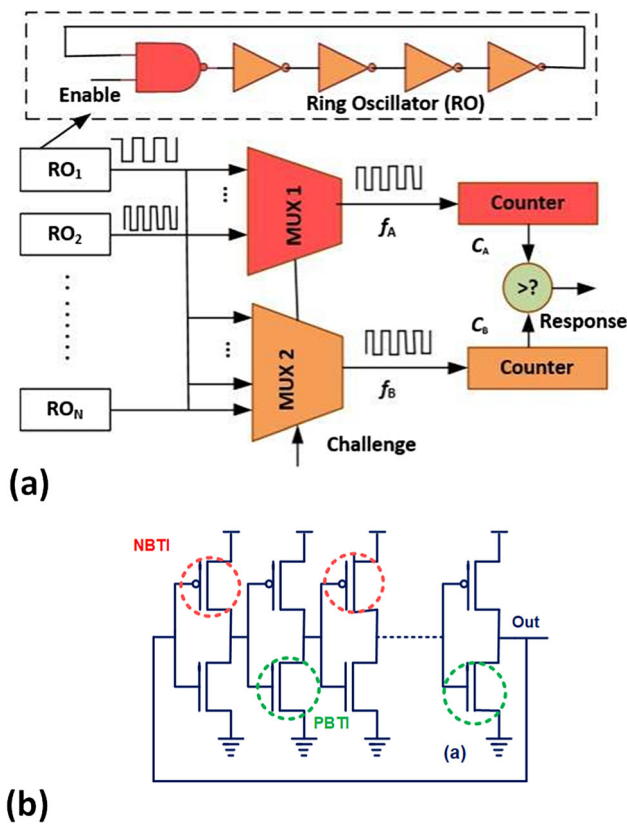 Enable
Ring Oscillator (RO)
RO1
RO2
RON
MUX 1
MUX 2
fA
fB
Counter
CA
>?
Response
CB
Counter
Challenge
(a)
NBTI
PBTI
Out
(a)
(b)